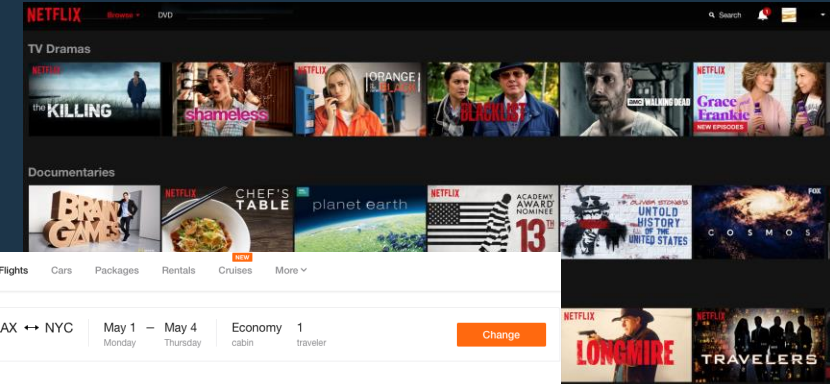 NETFLIX Browse DVD Search
TV Dramas
NETFLIX the KILLING
shameless
NETFLIX ORANGE IS THE NEW BLACK
THE BLACKLIST
AMC THE WALKING DEAD
NETFLIX Grace and Frankie NEW EPISODES
Documentaries
BRAIN GAMES
NETFLIX CHEF'S TABLE
planet earth
NETFLIX ACADEMY AWARD NOMINEE 13TH
OLIVER STONE'S UNTOLD HISTORY OF THE UNITED STATES
COSMOS FOX
NEW
Flights Cars Packages Rentals Cruises More
AX ↔ NYC May 1 – May 4 Economy 1 Change
Monday Thursday cabin traveler
NETFLIX LONGMIRE
NETFLIX TRAVELERS